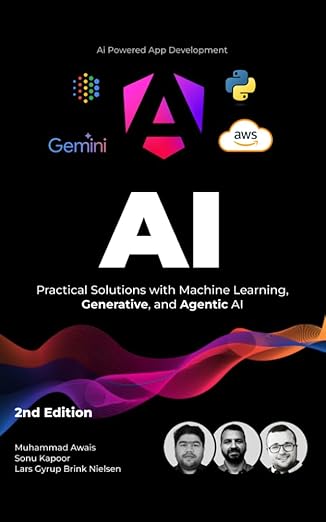 Ai Powered App Development
Gemini
aws
AI
Practical Solutions with Machine Learning,
Generative, and Agentic AI
2nd Edition
Muhammad Awais
Sonu Kapoor
Lars Gyrup Brink Nielsen